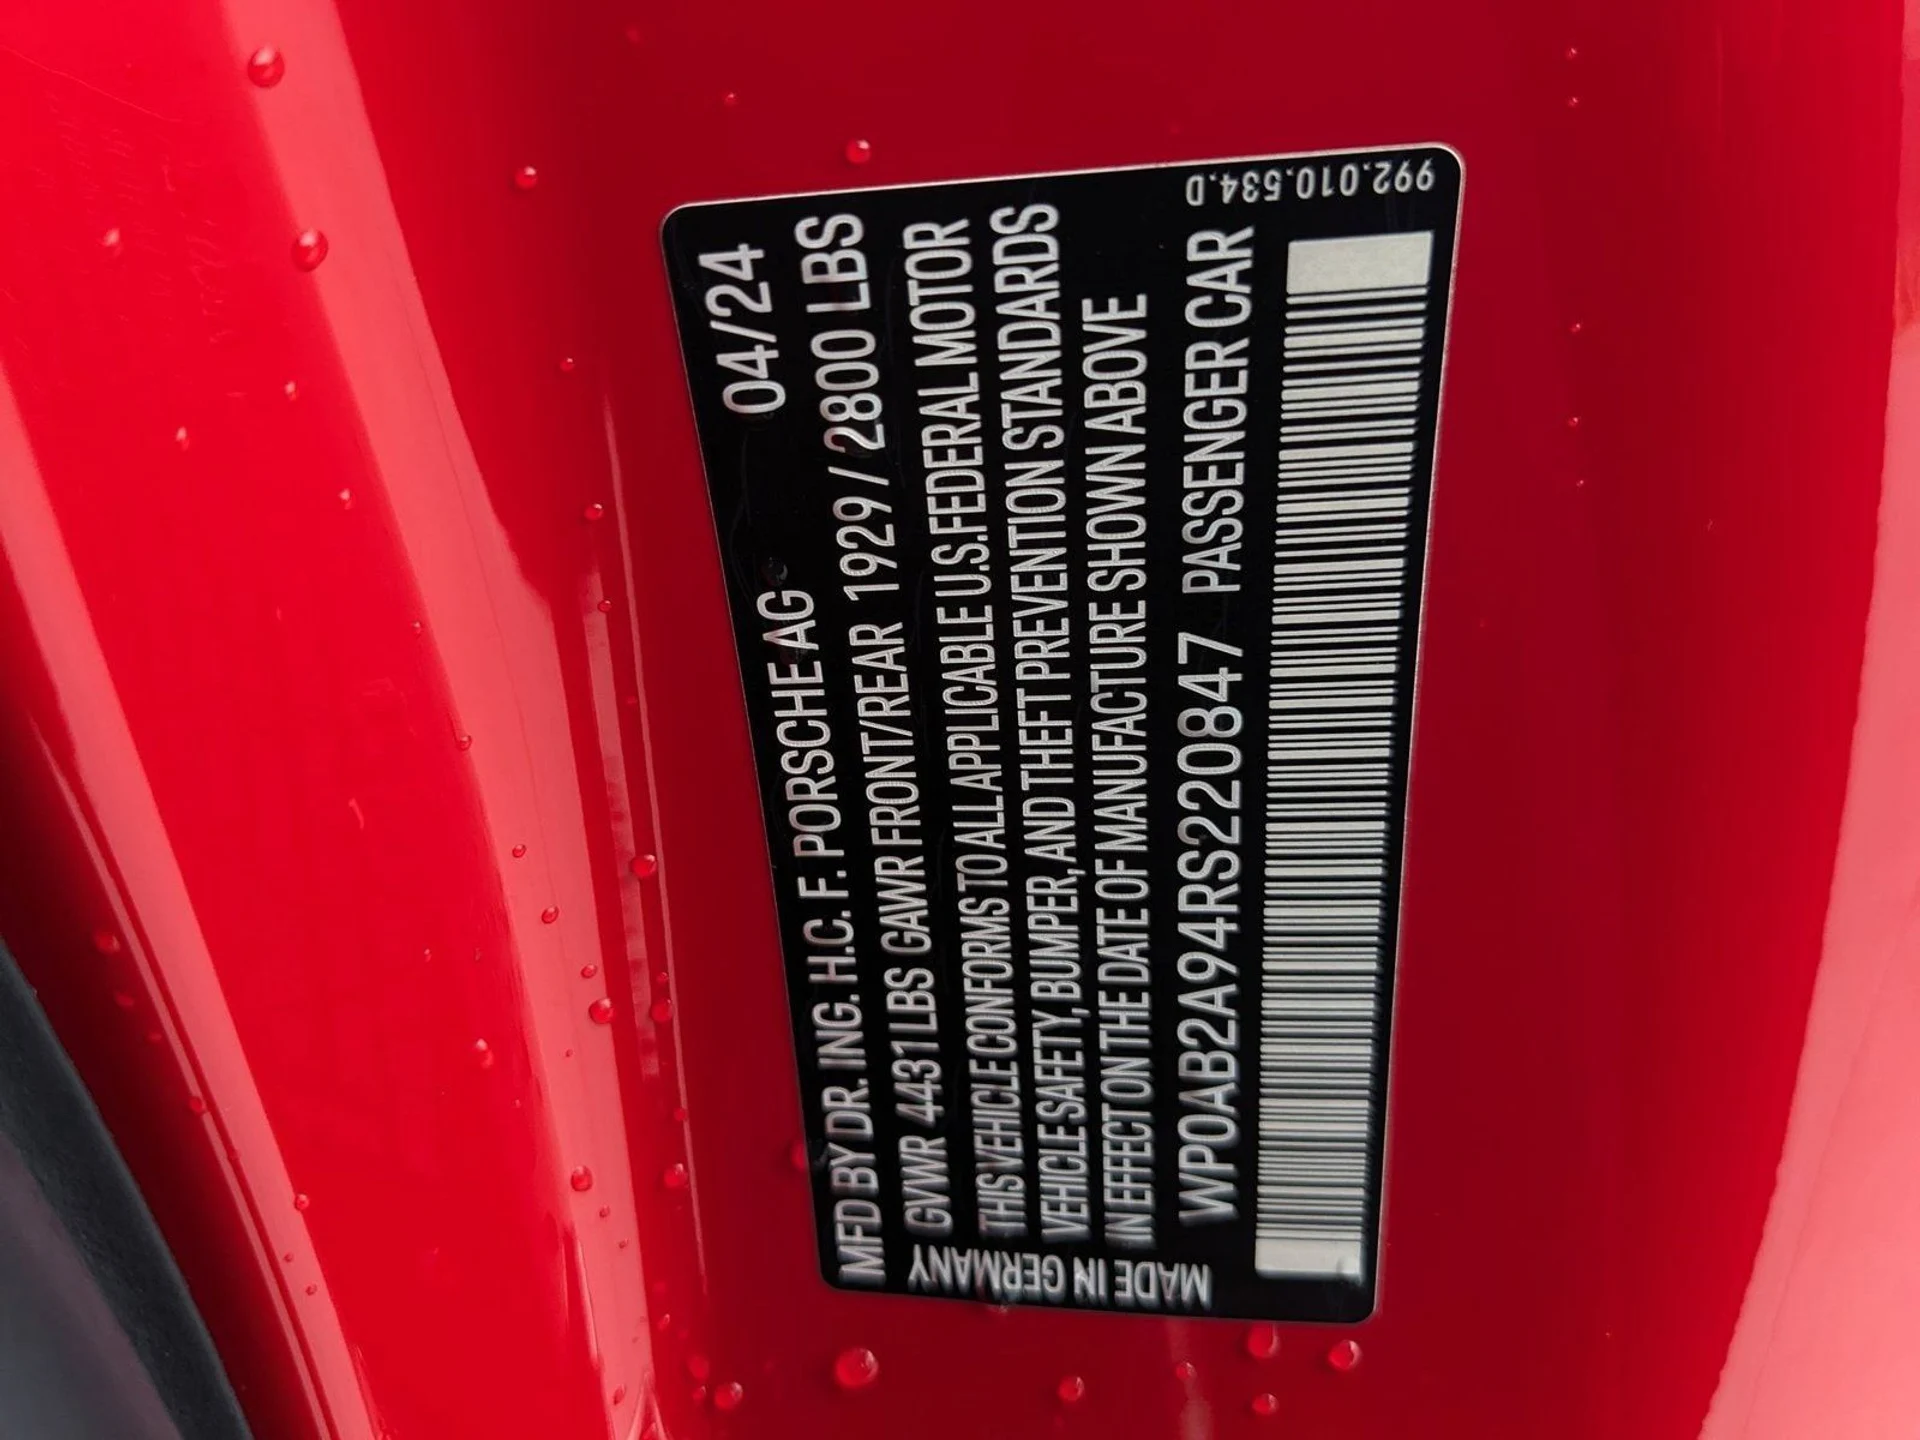 MFD BY DR. ING. H.C. F. PORSCHE AG 04/24
GVWR 4431 LBS GAWR FRONT/REAR 1929 / 2800 LBS
THIS VEHICLE CONFORMS TO ALL APPLICABLE U.S. FEDERAL MOTOR
VEHICLE SAFETY, BUMPER, AND THEFT PREVENTION STANDARDS
IN EFFECT ON THE DATE OF MANUFACTURE SHOWN ABOVE
WP0AB2A94RS220847 PASSENGER CAR
MADE IN GERMANY
992.010.534.D